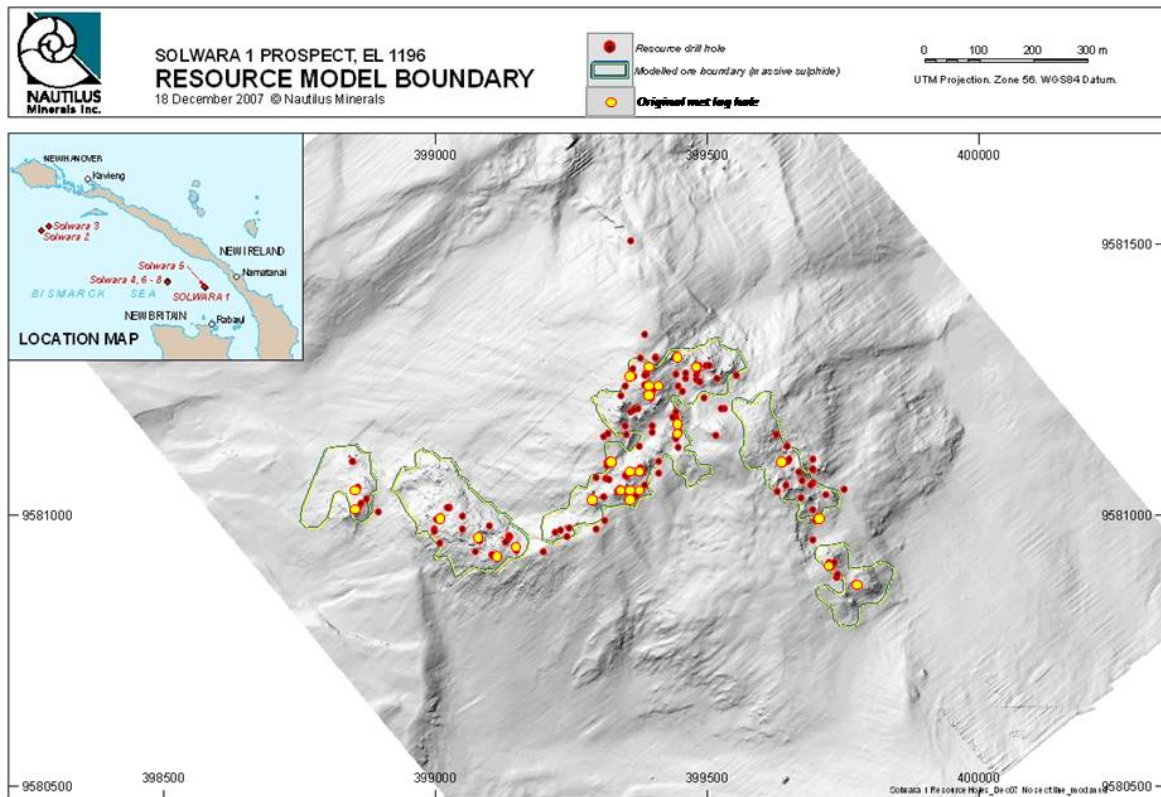 NAUTILUS
Minerals Inc.
SOLWARA 1 PROSPECT, EL 1196
RESOURCE MODEL BOUNDARY
18 December 2007 © Nautilus Minerals
Resource drill hole
Modelled ore boundary (massive sulphide)
Original met log hole
0 100 200 300 m
UTM Projection. Zone 56. WGS84 Datum.
399000 399500 400000
NEW HANOVER
Kavieng
Solwara 3
Solwara 2
NEW IRELAND
Solwara 5
Namatanai
Solwara 4, 6 - 8
BISMARCK SEA
SOLWARA 1
NEW BRITAIN
Rabaul
LOCATION MAP
9581500 9581500
9581000 9581000
398500 399000 399500 400000
9580500 9580500